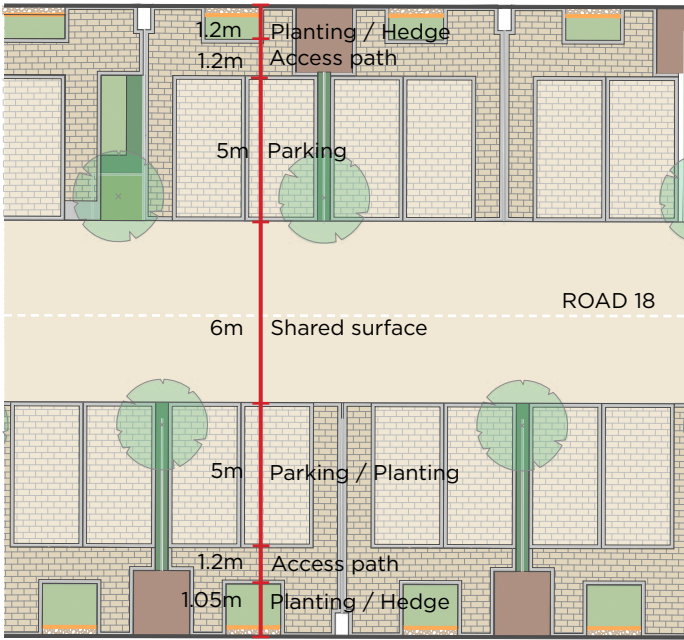 1.2m Planting / Hedge
1.2m Access path
5m Parking
ROAD 18
6m Shared surface
5m Parking / Planting
1.2m Access path
1.05m Planting / Hedge